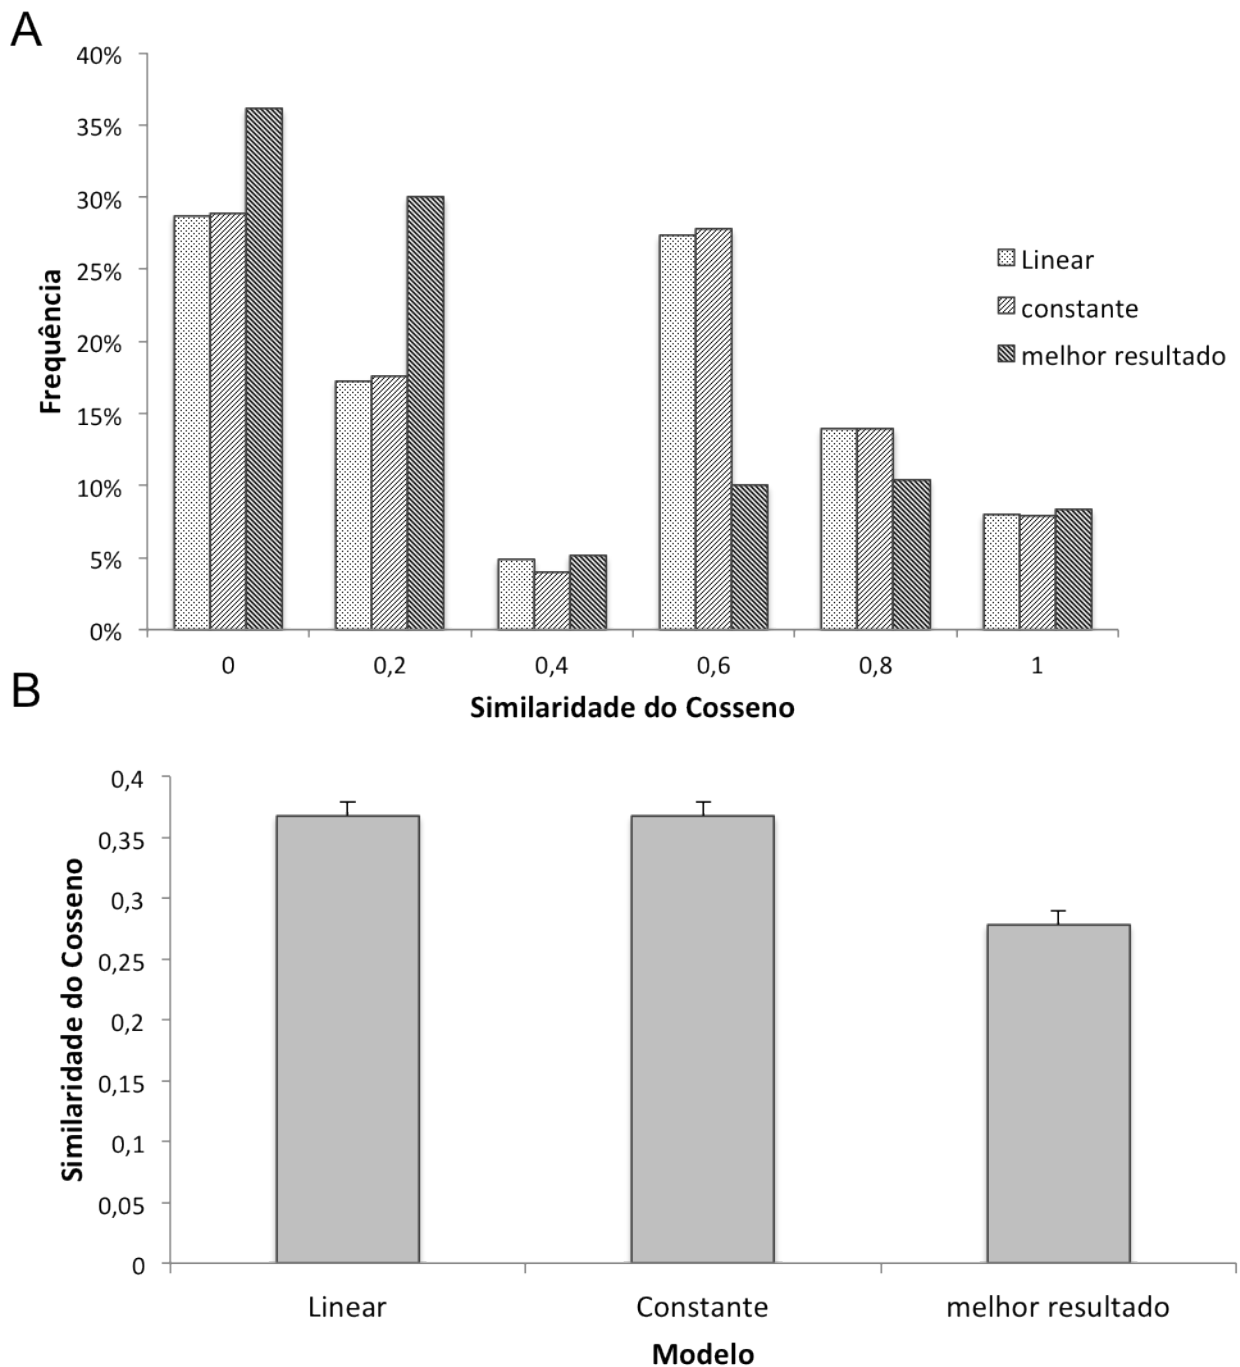 A
40%
35%
30%
25%
20%
15%
10%
5%
0%
Frequência
Linear
constante
melhor resultado
0 0,2 0,4 0,6 0,8 1
Similaridade do Cosseno
B
0,4
0,35
0,3
0,25
0,2
0,15
0,1
0,05
0
Similaridade do Cosseno
Linear Constante melhor resultado
Modelo